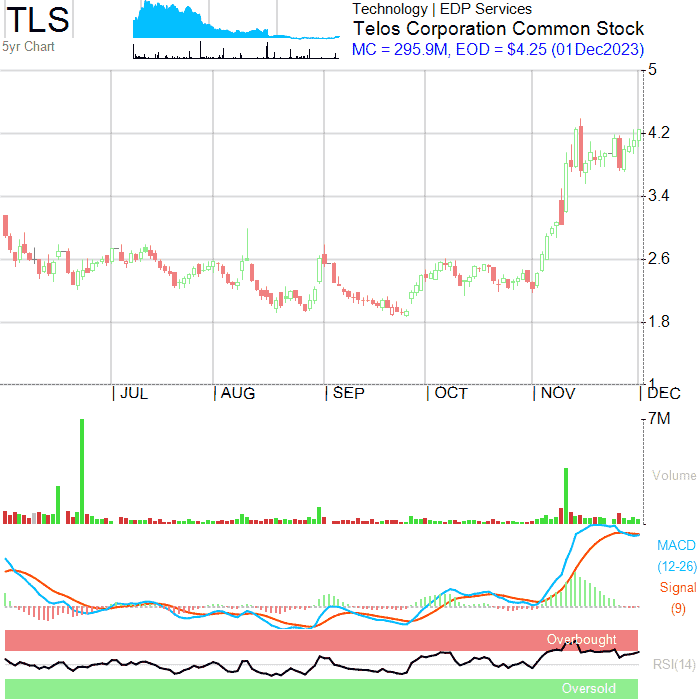 TLS
5yr Chart
Technology | EDP Services
Telos Corporation Common Stock
MC = 295.9M, EOD = $4.25 (01Dec2023)
5
4.2
3.4
2.6
1.8
1
JUL
AUG
SEP
OCT
NOV
DEC
7M
Volume
MACD
(12-26)
Signal
(9)
Overbought
RSI(14)
Oversold